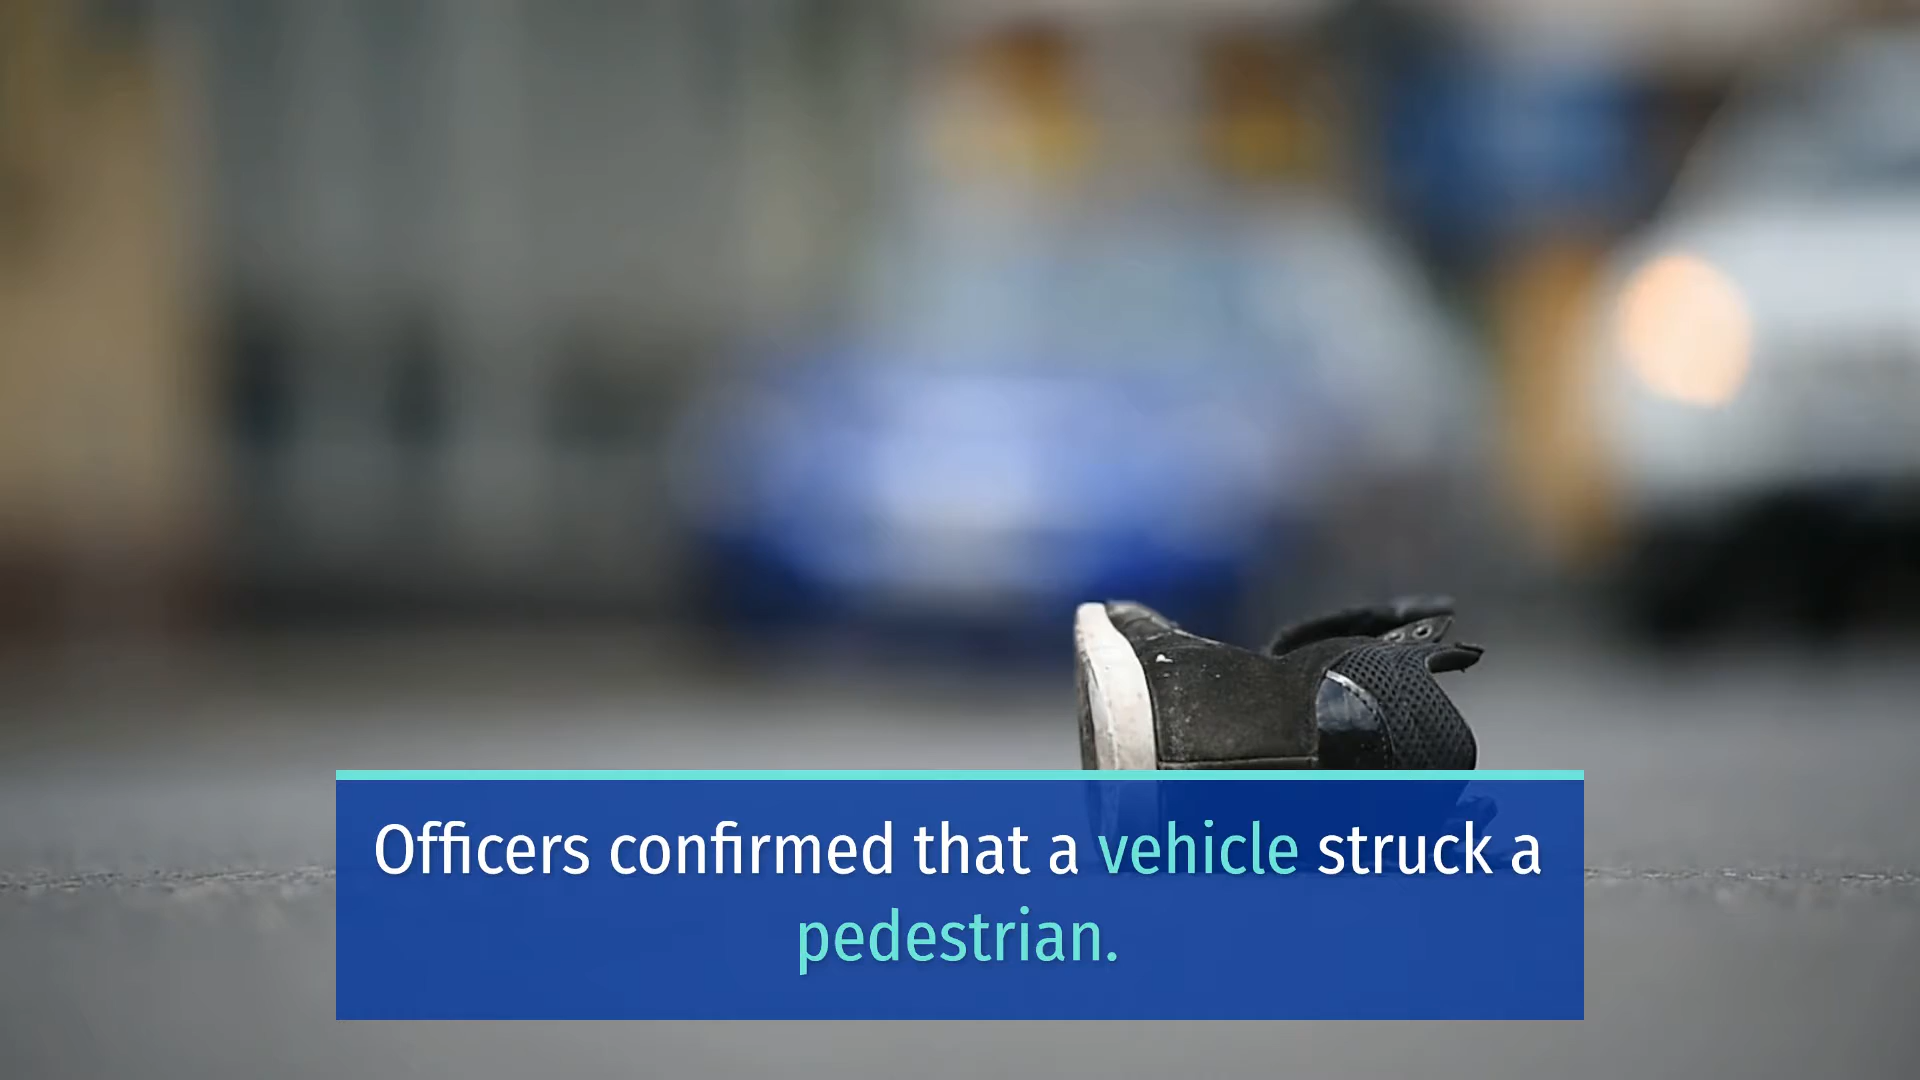 Officers confirmed that a vehicle struck a
pedestrian.